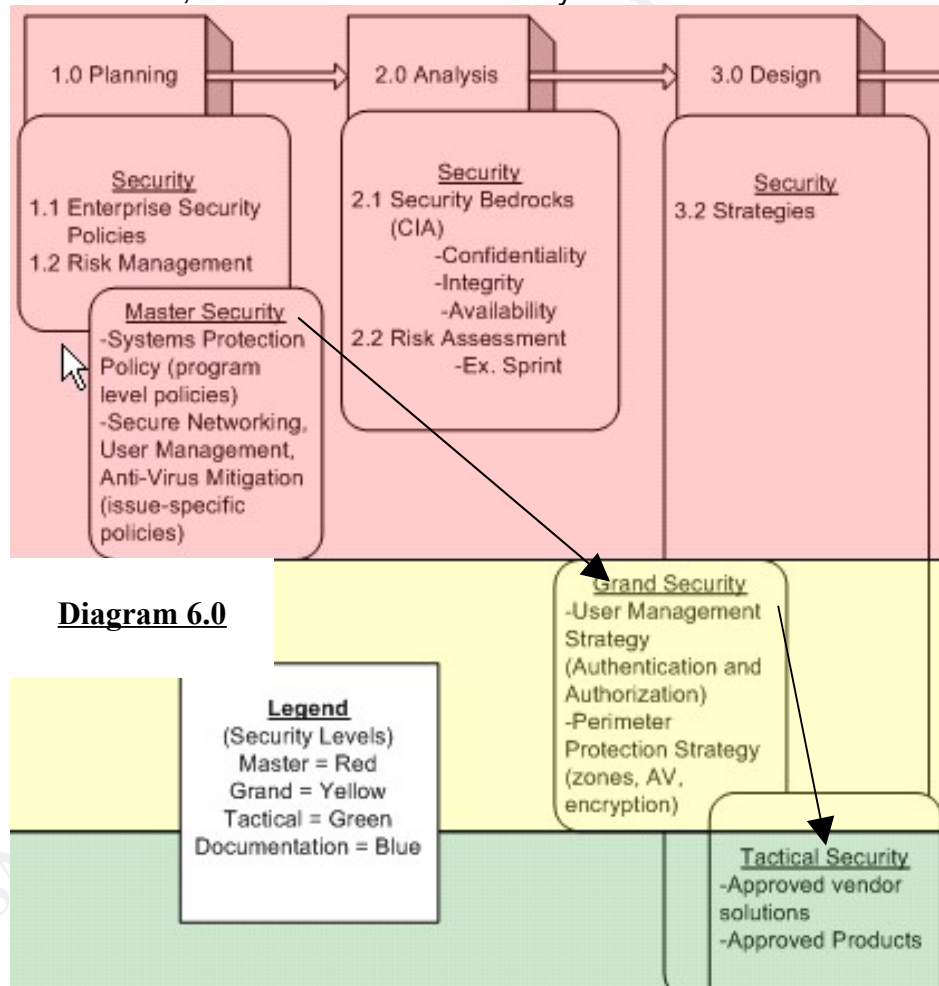 1.0 Planning
2.0 Analysis
3.0 Design
Security
1.1 Enterprise Security
Policies
1.2 Risk Management
Master Security
-Systems Protection
Policy (program
level policies)
-Secure Networking,
User Management,
Anti-Virus Mitigation
(issue-specific
policies)
Security
2.1 Security Bedrocks
(CIA)
-Confidentiality
-Integrity
-Availability
2.2 Risk Assessment
-Ex. Sprint
Security
3.2 Strategies
Diagram 6.0
Grand Security
-User Management
Strategy
(Authentication and
Authorization)
-Perimeter
Protection Strategy
(zones, AV,
encryption)
Legend
(Security Levels)
Master = Red
Grand = Yellow
Tactical = Green
Documentation = Blue
Tactical Security
-Approved vendor
solutions
-Approved Products